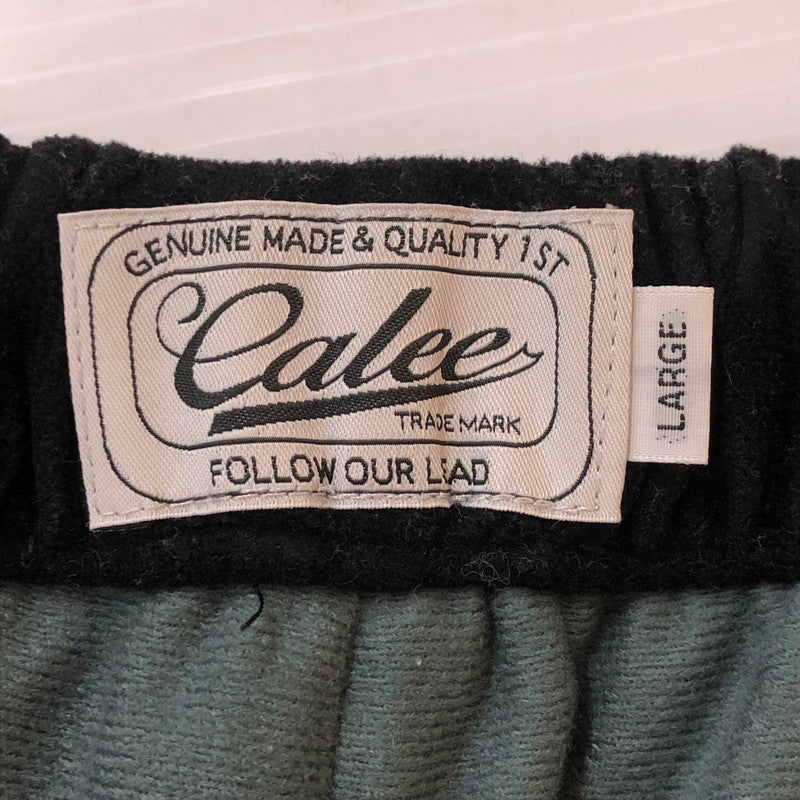 GENUINE MADE & QUALITY 1ST
Calee
TRADE MARK
FOLLOW OUR LEAD
LARGE